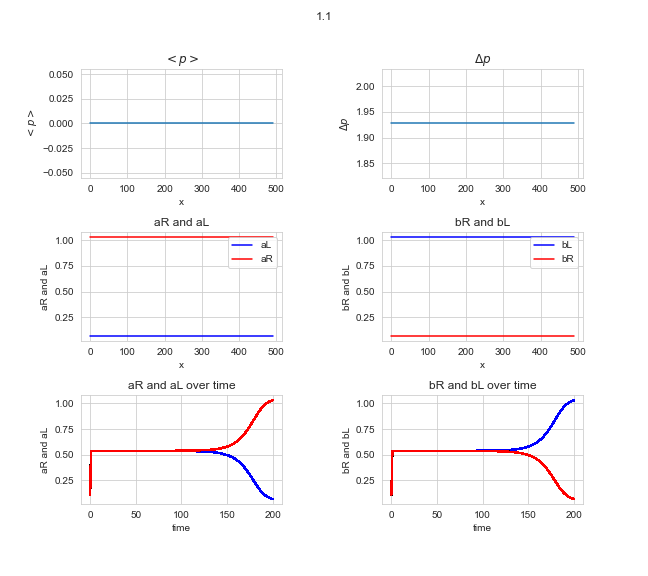 1.1
< p >
Δp
0.050
0.025
0.000
−0.025
−0.050
< p >
0 100 200 300 400 500
x
2.00
1.95
1.90
1.85
Δp
0 100 200 300 400 500
x
aR and aL
bR and bL
1.00
0.75
0.50
0.25
aR and aL
aL
aR
0 100 200 300 400 500
x
1.00
0.75
0.50
0.25
bR and bL
bL
bR
0 100 200 300 400 500
x
aR and aL over time
bR and bL over time
1.00
0.75
0.50
0.25
aR and aL
0 50 100 150 200
time
1.00
0.75
0.50
0.25
bR and bL
0 50 100 150 200
time